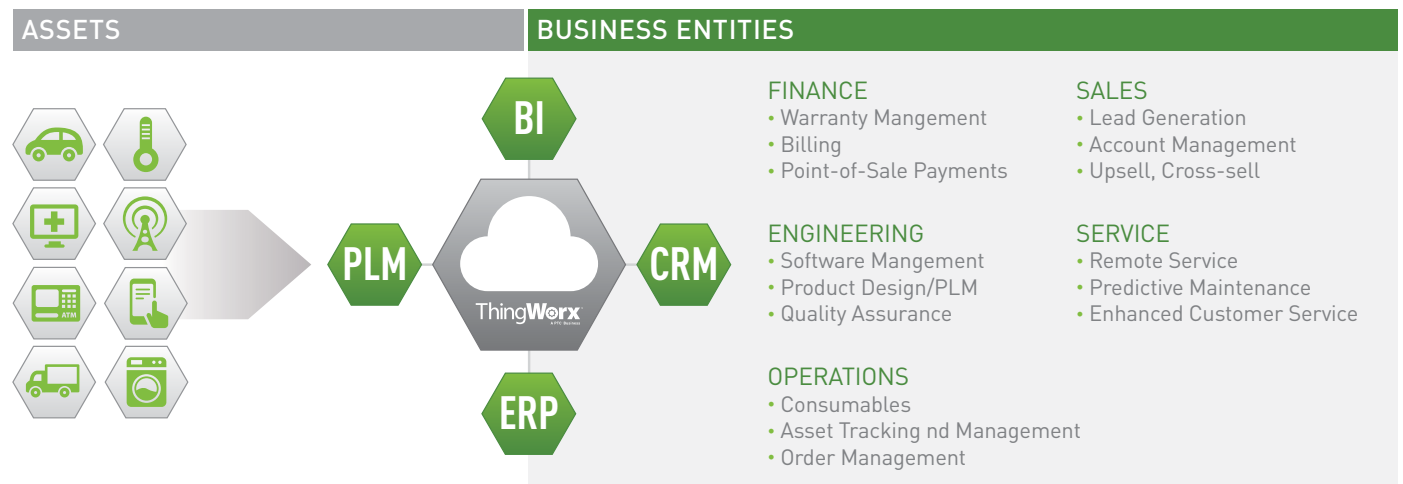 ASSETS
BUSINESS ENTITIES
BI
PLM
CRM
ERP
ThingWorx
A PTC Business
ATM
FINANCE
• Warranty Mangement
• Billing
• Point-of-Sale Payments
SALES
• Lead Generation
• Account Management
• Upsell, Cross-sell
ENGINEERING
• Software Mangement
• Product Design/PLM
• Quality Assurance
SERVICE
• Remote Service
• Predictive Maintenance
• Enhanced Customer Service
OPERATIONS
• Consumables
• Asset Tracking nd Management
• Order Management